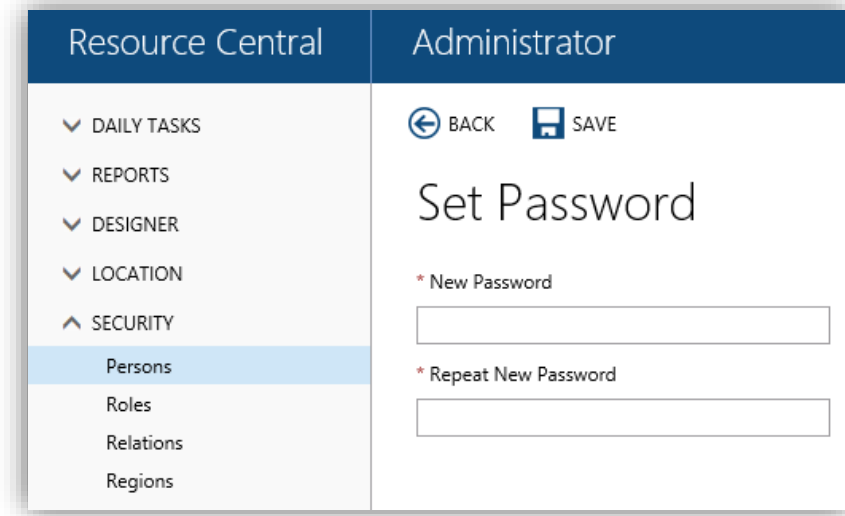 Resource Central
Administrator
DAILY TASKS
REPORTS
DESIGNER
LOCATION
SECURITY
Persons
Roles
Relations
Regions
BACK
SAVE
Set Password
* New Password
* Repeat New Password